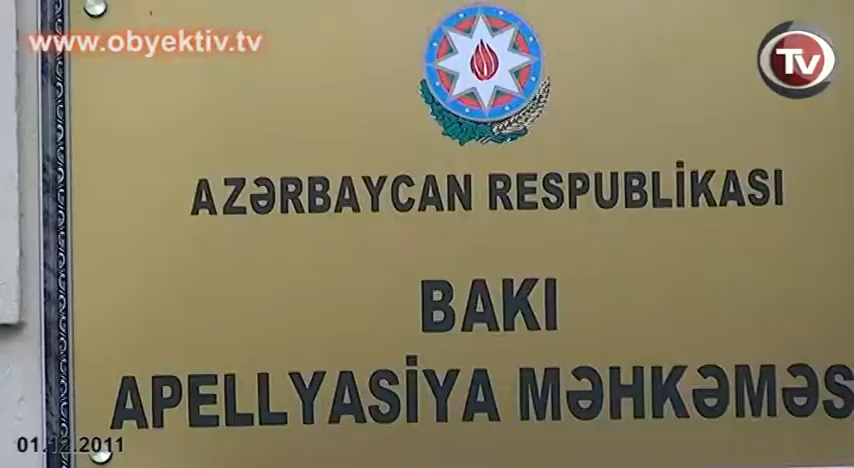 www.obyektiv.tv
TV
AZƏRBAYCAN RESPUBLİKASI
BAKI
APELLYASİYA MƏHKƏMƏS
01.12.2011